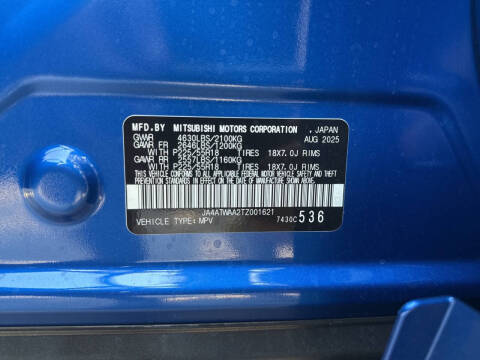 MFD.BY MITSUBISHI MOTORS CORPORATION , JAPAN
GVWR 4630LBS/2100KG AUG 2025
GAWR FR 2646LBS/1200KG
WITH P225/55R18 TIRES 18X7.0J RIMS
GAWR RR 2557LBS/1160KG
WITH P225/55R18 TIRES 18X7.0J RIMS
THIS VEHICLE CONFORMS TO ALL APPLICABLE FEDERAL MOTOR VEHICLE SAFETY AND THEFT PREVENTION STANDARDS IN EFFECT ON THE DATE OF MANUFACTURE SHOWN ABOVE.
JA4ATWAA2TZ001621
VEHICLE TYPE: MPV 7430C 536